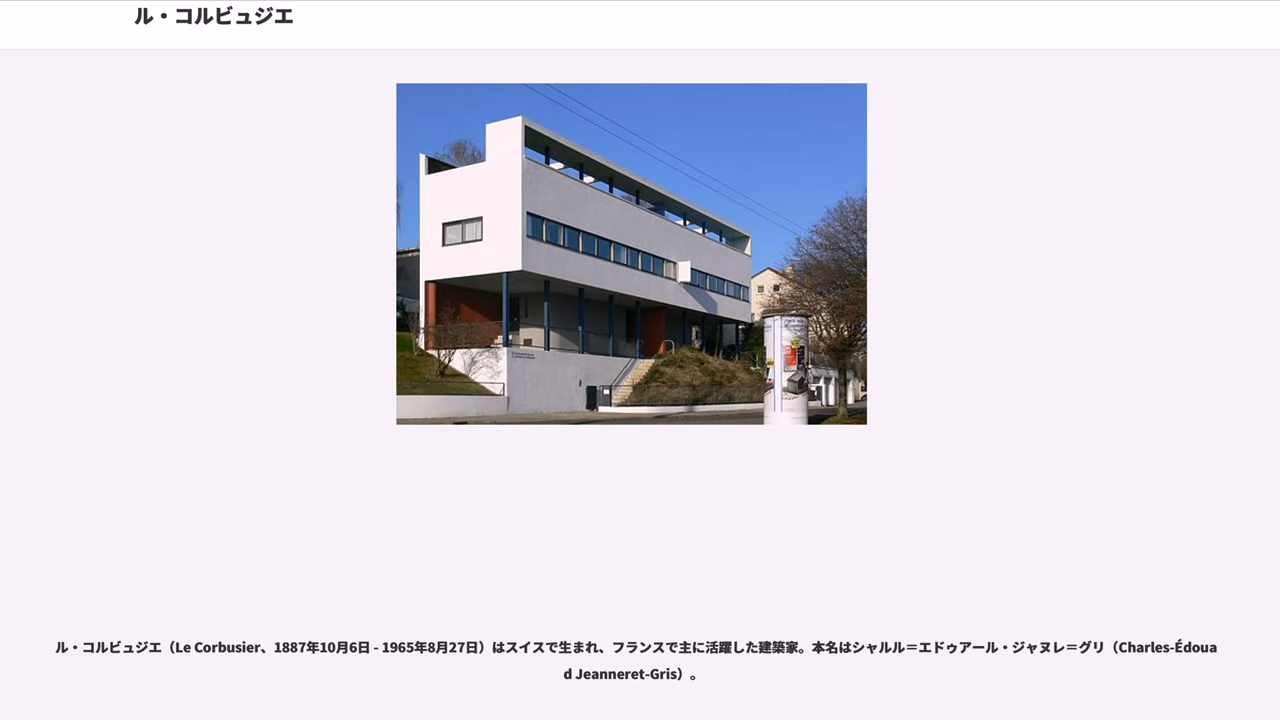 ル・コルビュジエ
ル・コルビュジエ（Le Corbusier、1887年10月6日 - 1965年8月27日）はスイスで生まれ、フランスで主に活躍した建築家。本名はシャルル＝エドゥアール・ジャヌレ＝グリ（Charles-Édoua
d Jeanneret-Gris）。